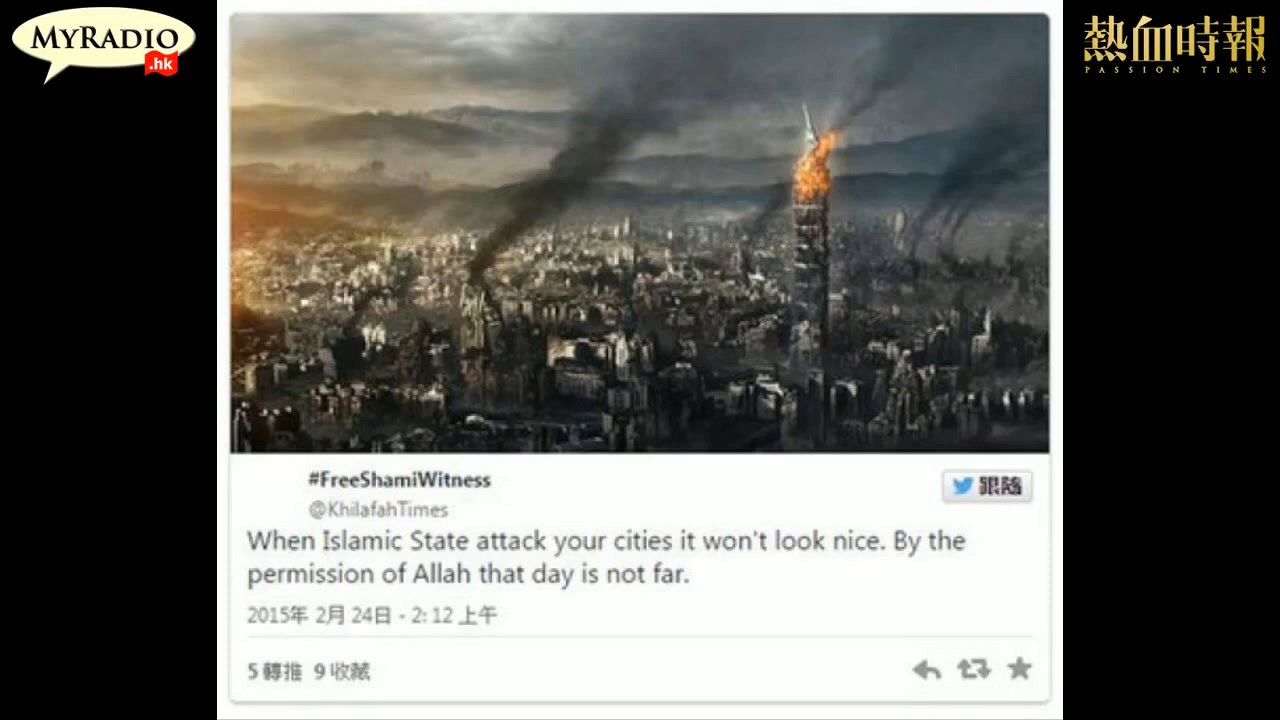 MYRADIO
.hk
熱血時報
PASSION TIMES
#FreeShamiWitness
跟隨
@KhilafahTimes
When Islamic State attack your cities it won't look nice. By the
permission of Allah that day is not far.
2015年 2月 24日 - 2:12 上午
5 轉推 9 收藏